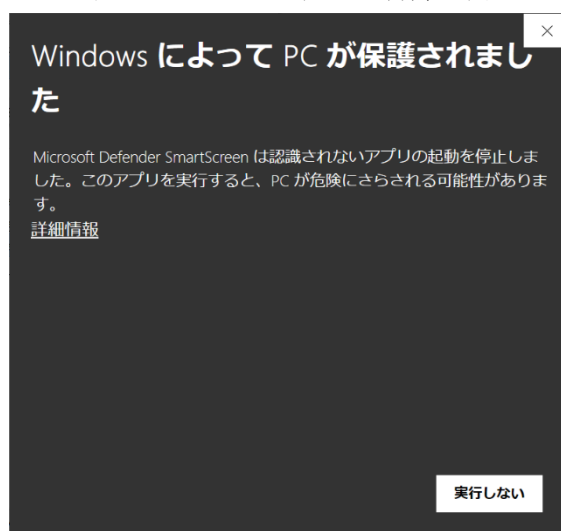 Windows によって PC が保護されまし
た
Microsoft Defender SmartScreen は認識されないアプリの起動を停止しま
した。このアプリを実行すると、PC が危険にさらされる可能性がありま
す。
詳細情報
実行しない